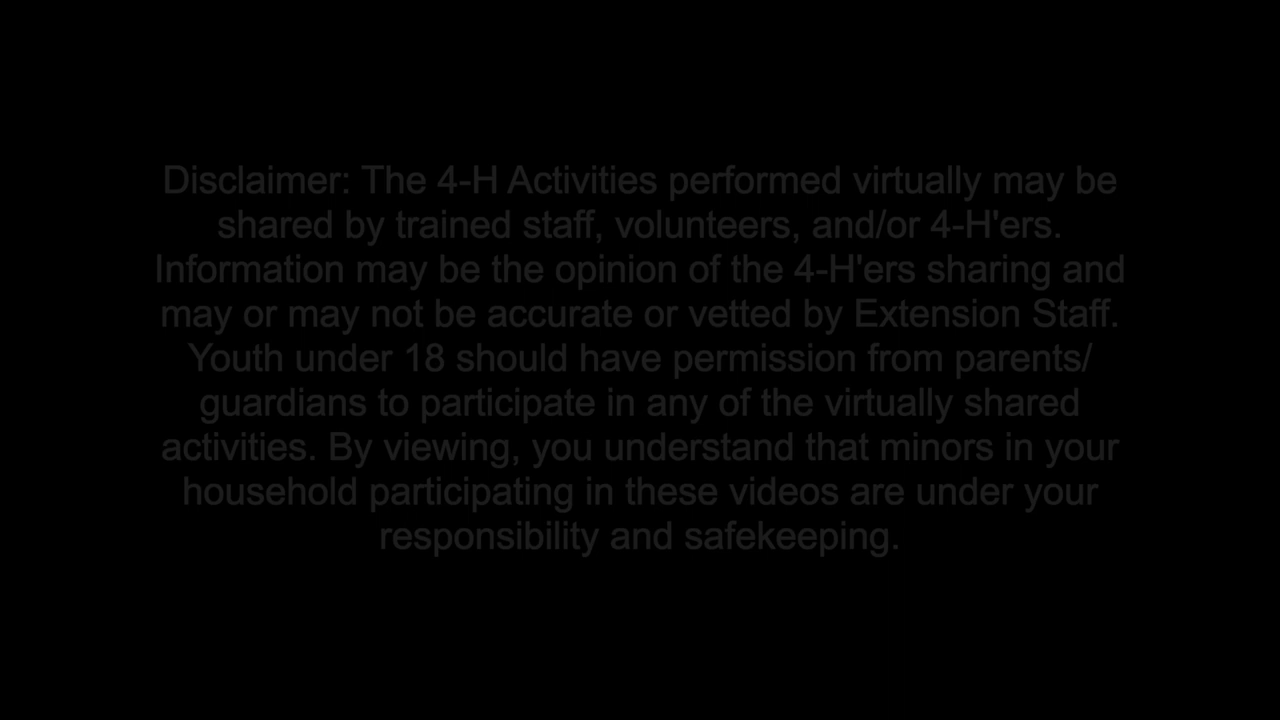 Disclaimer: The 4-H Activities performed virtually may be
shared by trained staff, volunteers, and/or 4-H'ers.
Information may be the opinion of the 4-H'ers sharing and
may or may not be accurate or vetted by Extension Staff.
Youth under 18 should have permission from parents/
guardians to participate in any of the virtually shared
activities. By viewing, you understand that minors in your
household participating in these videos are under your
responsibility and safekeeping.